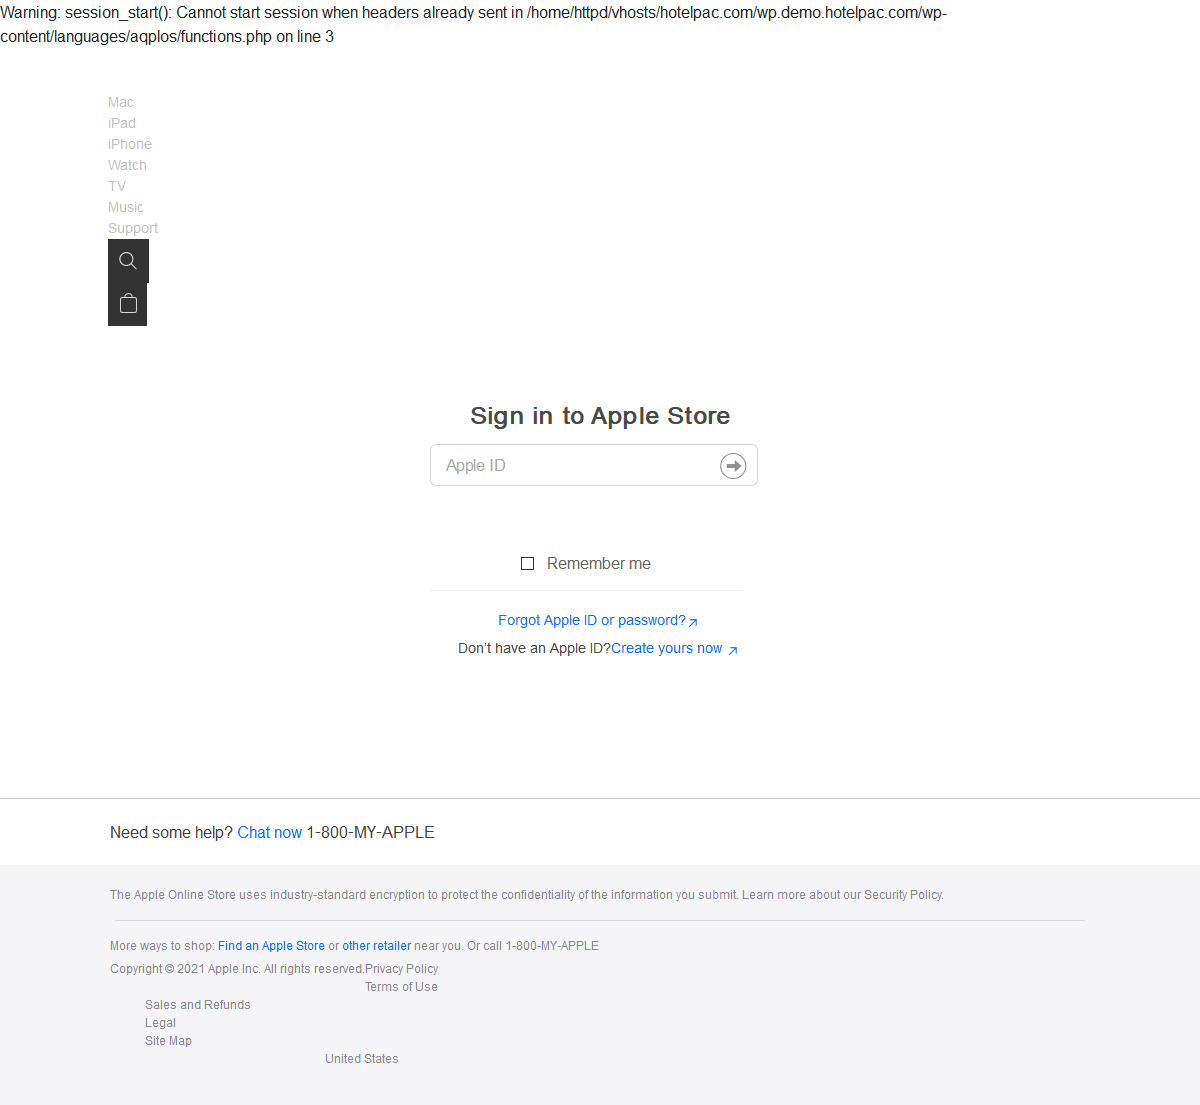 Warning: session_start(): Cannot start session when headers already sent in /home/httpd/vhosts/hotelpac.com/wp.demo.hotelpac.com/wp-
content/languages/aqplos/functions.php on line 3
Mac
iPad
iPhone
Watch
TV
Music
Support
Sign in to Apple Store
Apple ID
Remember me
Forgot Apple ID or password?
Don't have an Apple ID?Create yours now
Need some help? Chat now 1-800-MY-APPLE
The Apple Online Store uses industry-standard encryption to protect the confidentiality of the information you submit. Learn more about our Security Policy.
More ways to shop: Find an Apple Store or other retailer near you. Or call 1-800-MY-APPLE
Copyright © 2021 Apple Inc. All rights reserved.Privacy Policy
Terms of Use
Sales and Refunds
Legal
Site Map
United States